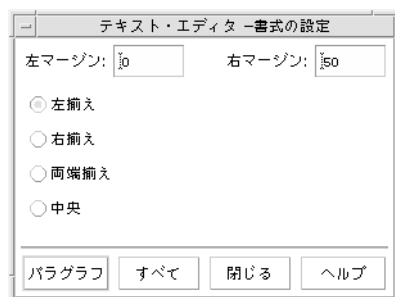 テキスト・エディタ -書式の設定
左マージン: 0 右マージン: 50
左揃え
右揃え
両端揃え
中央
パラグラフ すべて 閉じる ヘルプ